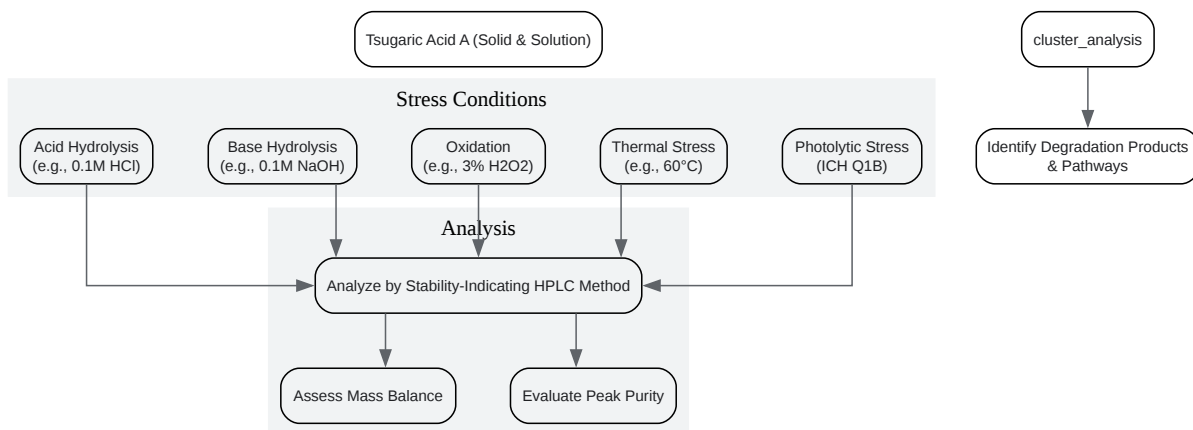 Tsugaric Acid A (Solid & Solution)
cluster_analysis
Stress Conditions
Acid Hydrolysis
(e.g., 0.1M HCl)
Base Hydrolysis
(e.g., 0.1M NaOH)
Oxidation
(e.g., 3% H2O2)
Thermal Stress
(e.g., 60°C)
Photolytic Stress
(ICH Q1B)
Identify Degradation Products
& Pathways
Analysis
Analyze by Stability-Indicating HPLC Method
Assess Mass Balance
Evaluate Peak Purity